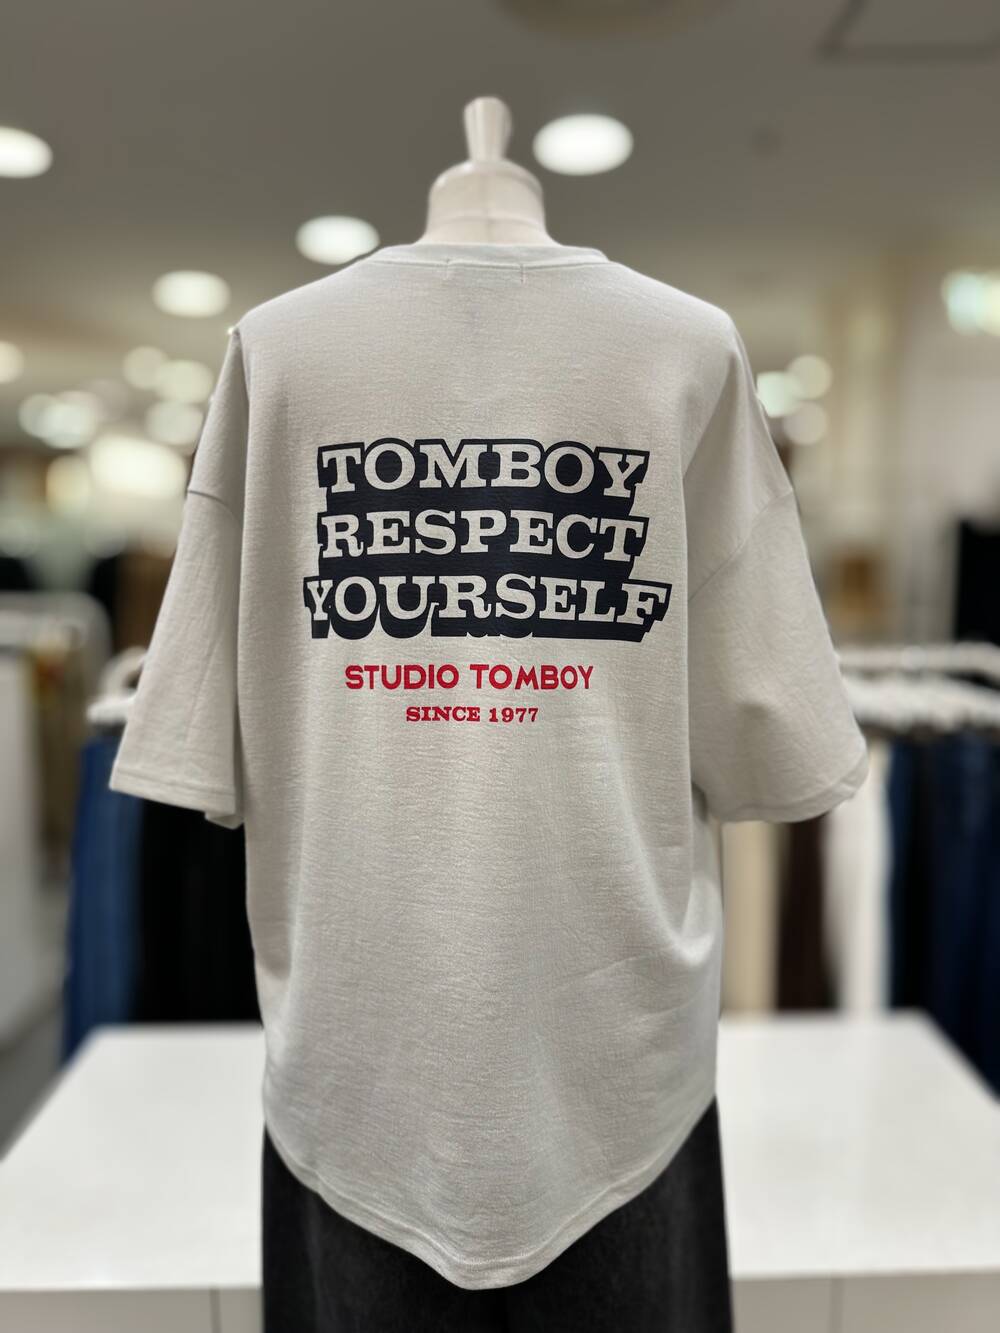 TOMBOY
RESPECT
YOURSELF
STUDIO TOMBOY
SINCE 1977